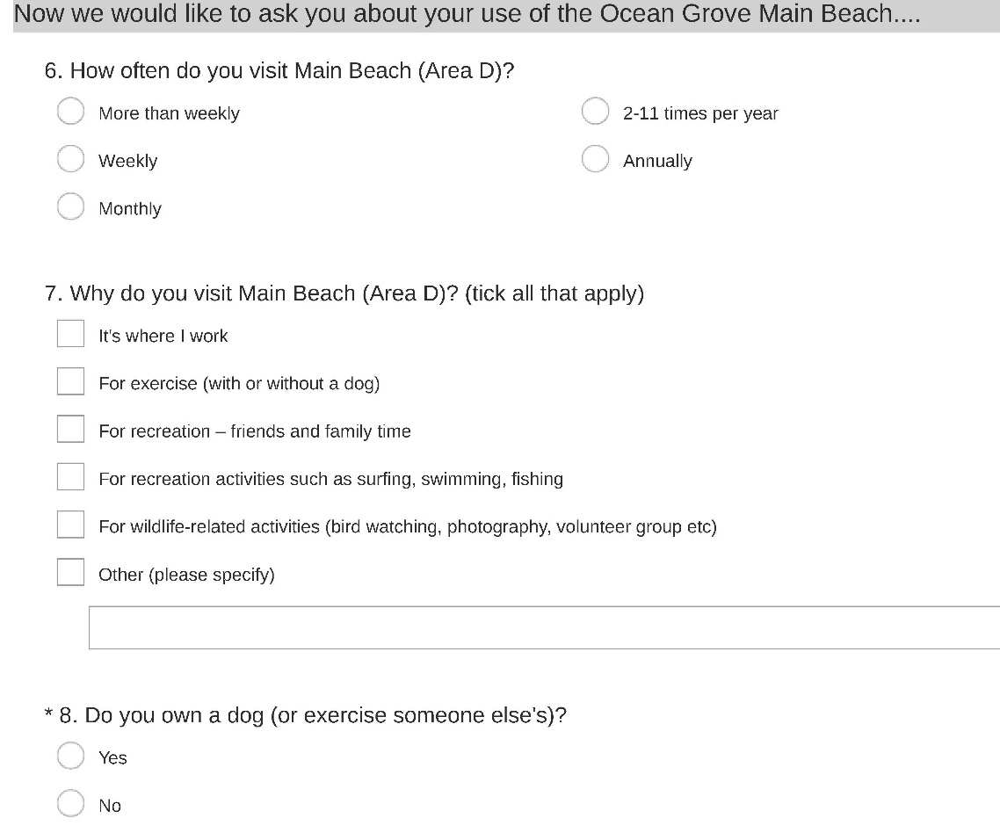 Now we would like to ask you about your use of the Ocean Grove Main Beach....
6. How often do you visit Main Beach (Area D)?
More than weekly
2-11 times per year
Weekly
Annually
Monthly
7. Why do you visit Main Beach (Area D)? (tick all that apply)
It's where I work
For exercise (with or without a dog)
For recreation – friends and family time
For recreation activities such as surfing, swimming, fishing
For wildlife-related activities (bird watching, photography, volunteer group etc)
Other (please specify)
* 8. Do you own a dog (or exercise someone else's)?
Yes
No